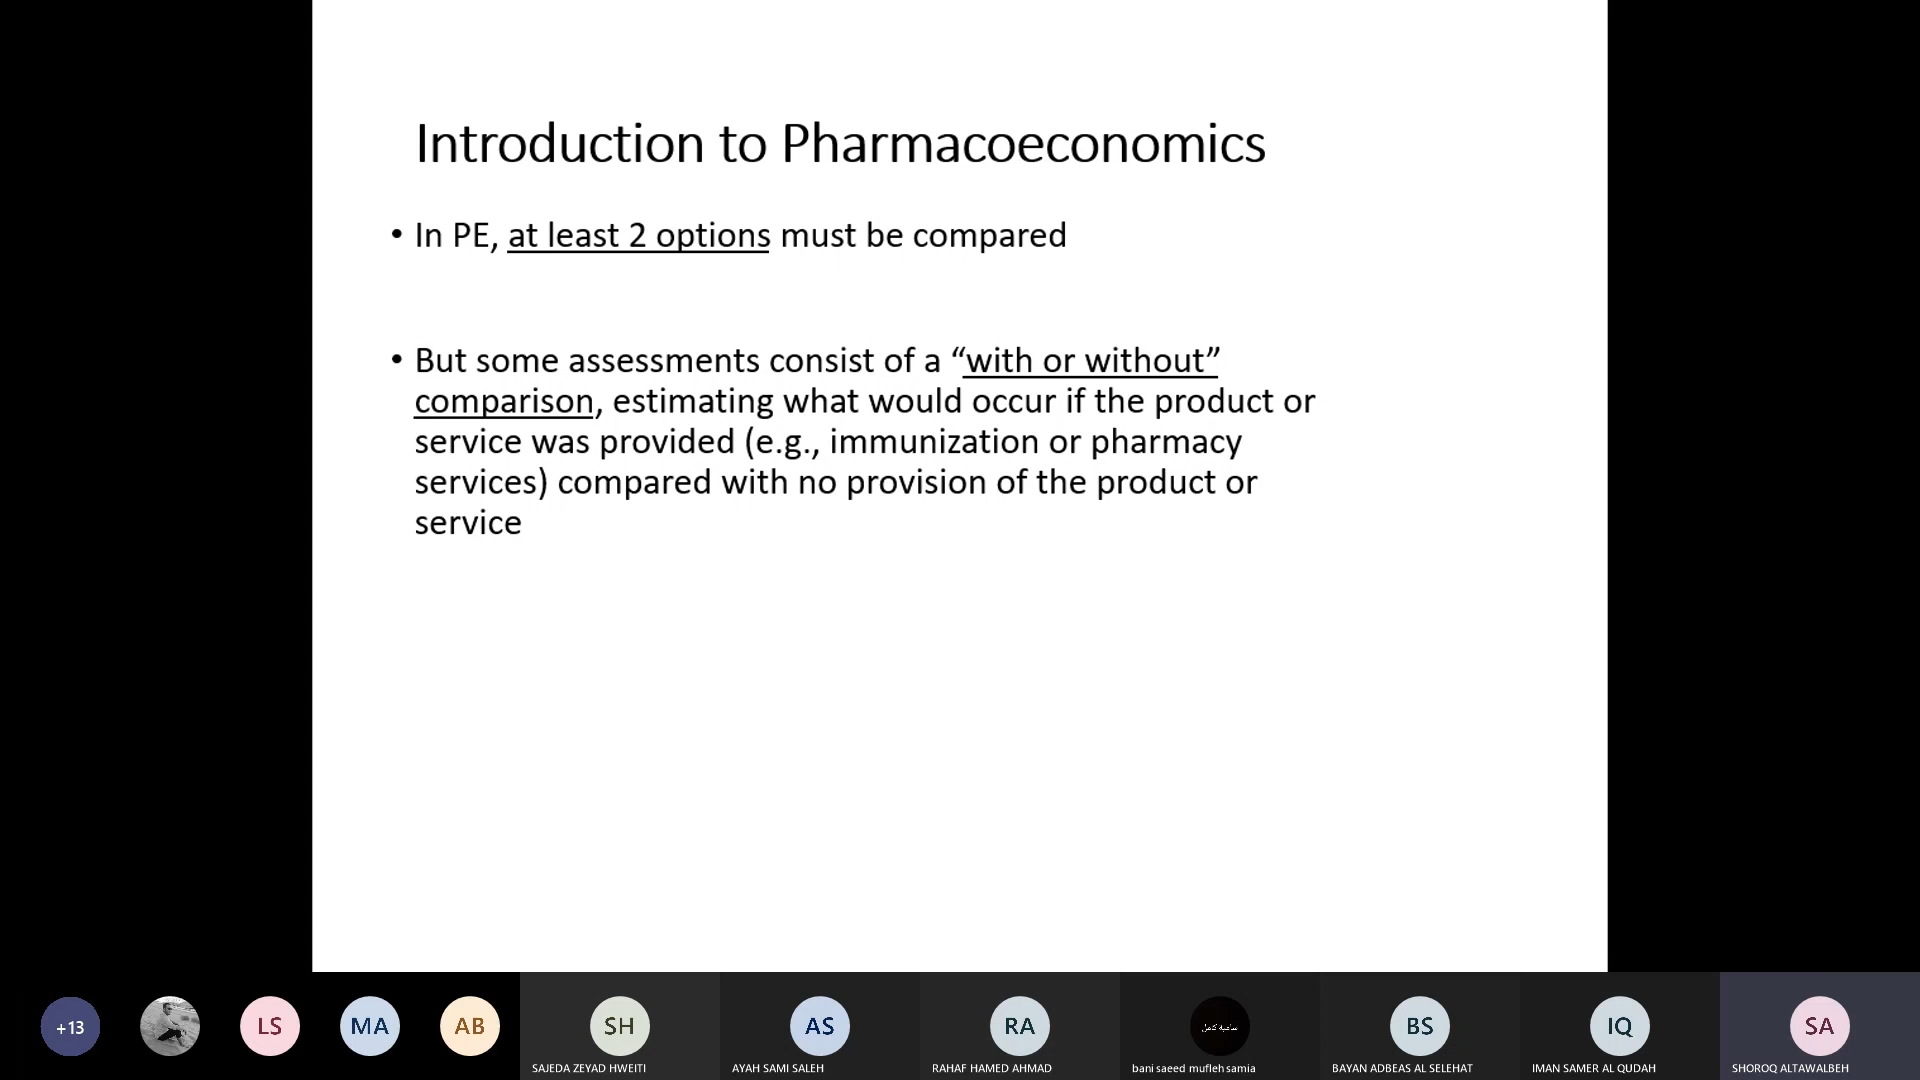 Introduction to Pharmacoeconomics
• In PE, at least 2 options must be compared
• But some assessments consist of a “with or without”
comparison, estimating what would occur if the product or
service was provided (e.g., immunization or pharmacy
services) compared with no provision of the product or
service
+13
LS
MA
AB
SH
AS
RA
BS
IQ
SA
SAJEDA ZEYAD HWEITI
AYAH SAMI SALEH
RAHAF HAMED AHMAD
bani saeed mufleh samia
BAYAN ADBEAS AL SELEHAT
IMAN SAMER AL QUDAH
SHOROQ ALTAWALBEH